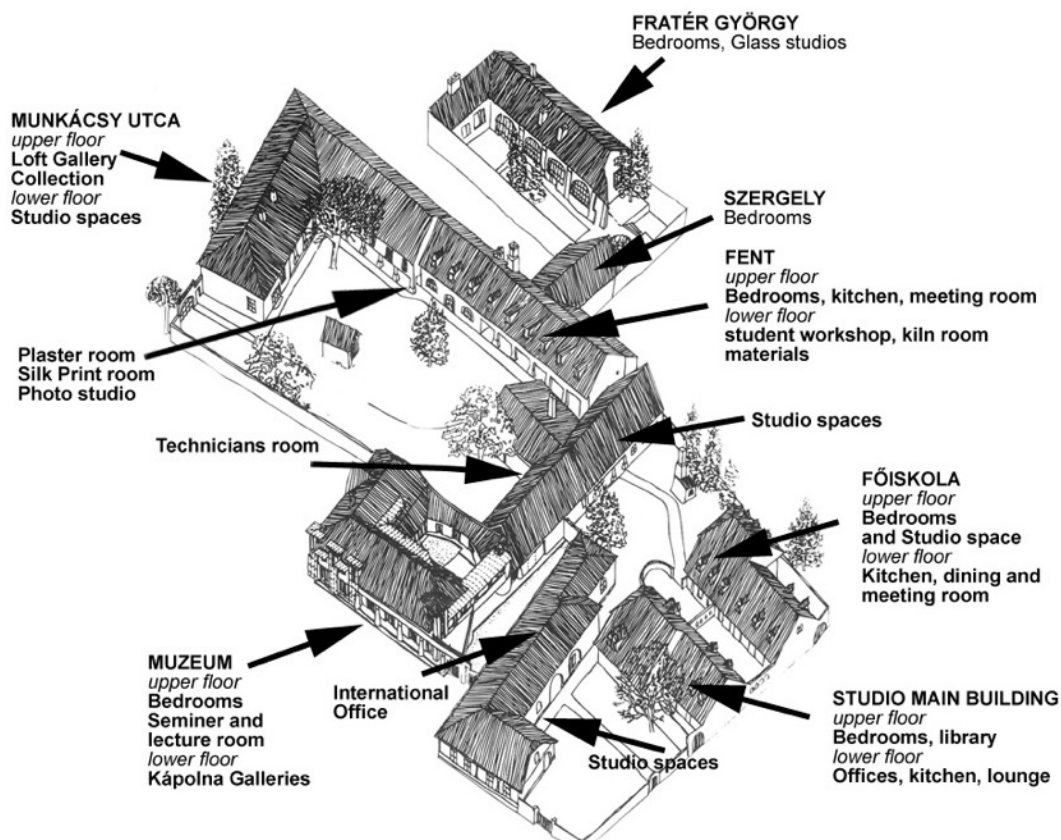 FRATÉR GYÖRGY
Bedrooms, Glass studios
MUNKÁCSY UTCA
upper floor
Loft Gallery
Collection
lower floor
Studio spaces
SZERGELY
Bedrooms
FENT
upper floor
Bedrooms, kitchen, meeting room
lower floor
student workshop, kiln room
materials
Plaster room
Silk Print room
Photo studio
Technicians room
Studio spaces
FŐISKOLA
upper floor
Bedrooms
and Studio space
lower floor
Kitchen, dining and
meeting room
MUZEUM
upper floor
Bedrooms
Seminer and
lecture room
lower floor
Kápolna Galleries
International
Office
Studio spaces
STUDIO MAIN BUILDING
upper floor
Bedrooms, library
lower floor
Offices, kitchen, lounge